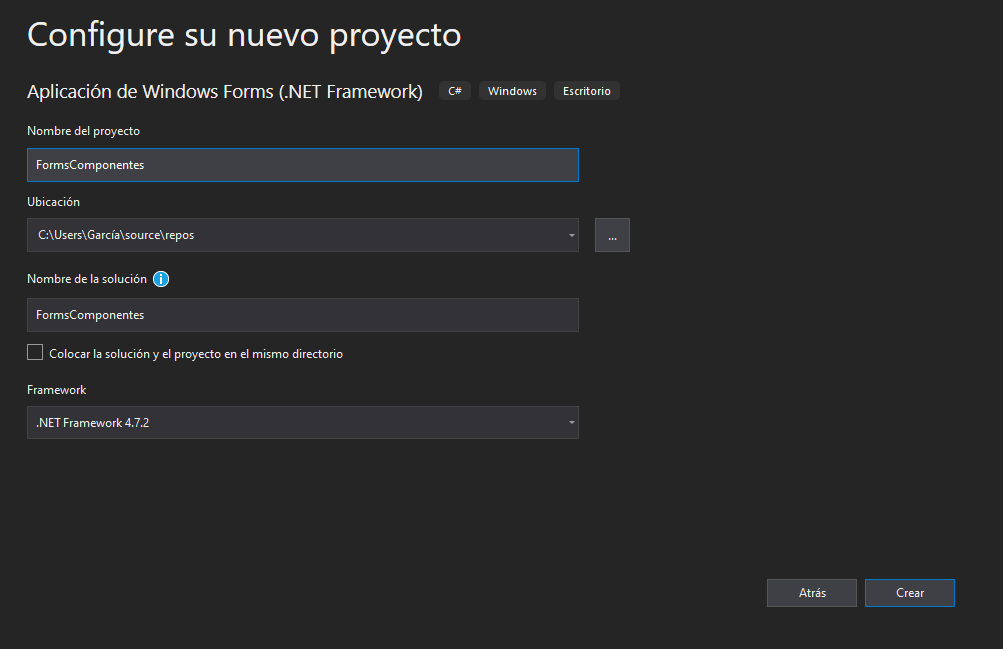 Configure su nuevo proyecto
Aplicación de Windows Forms (.NET Framework) C# Windows Escritorio
Nombre del proyecto
FormsComponentes
Ubicación
C:\Users\García\source\repos
...
Nombre de la solución
FormsComponentes
Colocar la solución y el proyecto en el mismo directorio
Framework
.NET Framework 4.7.2
Atrás Crear